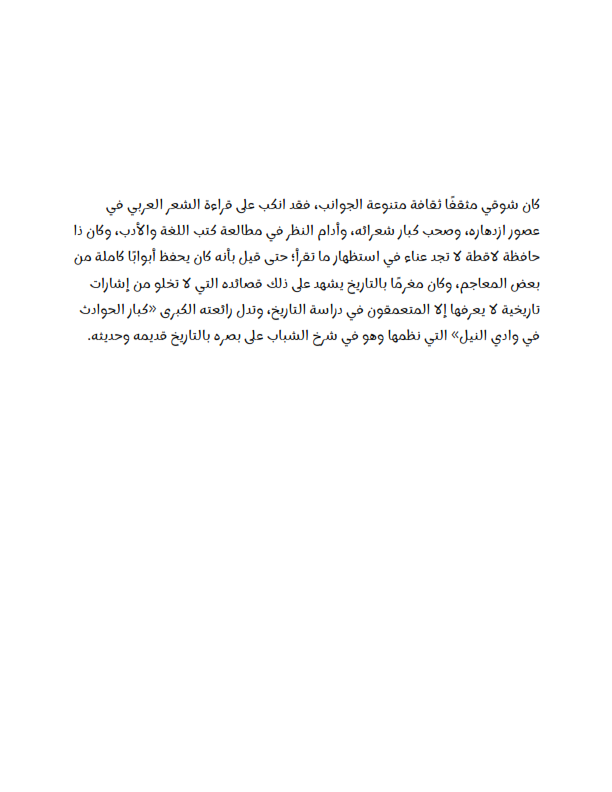 كان شوقي مثقفًا ثقافة متنوعة الجوانب، فقد انكب على قراءة الشعر العربي في
عصور ازدهاره، وصحب كبار شعرائه، وأدام النظر في مطالعة كتب اللغة والأدب، وكان ذا
حافظة لاقطة لا تجد عناء في استظهار ما تقرأ؛ حتى قيل بأنه كان يحفظ أبوابًا كاملة من
بعض المعاجم، وكان مغرمًا بالتاريخ يشهد على ذلك قصائده التي لا تخلو من إشارات
تاريخية لا يعرفها إلا المتعمقون في دراسة التاريخ، وتدل رائعته الكبرى «كبار الحوادث
في وادي النيل» التي نظمها وهو في شرخ الشباب على بصره بالتاريخ قديمه وحديثه.